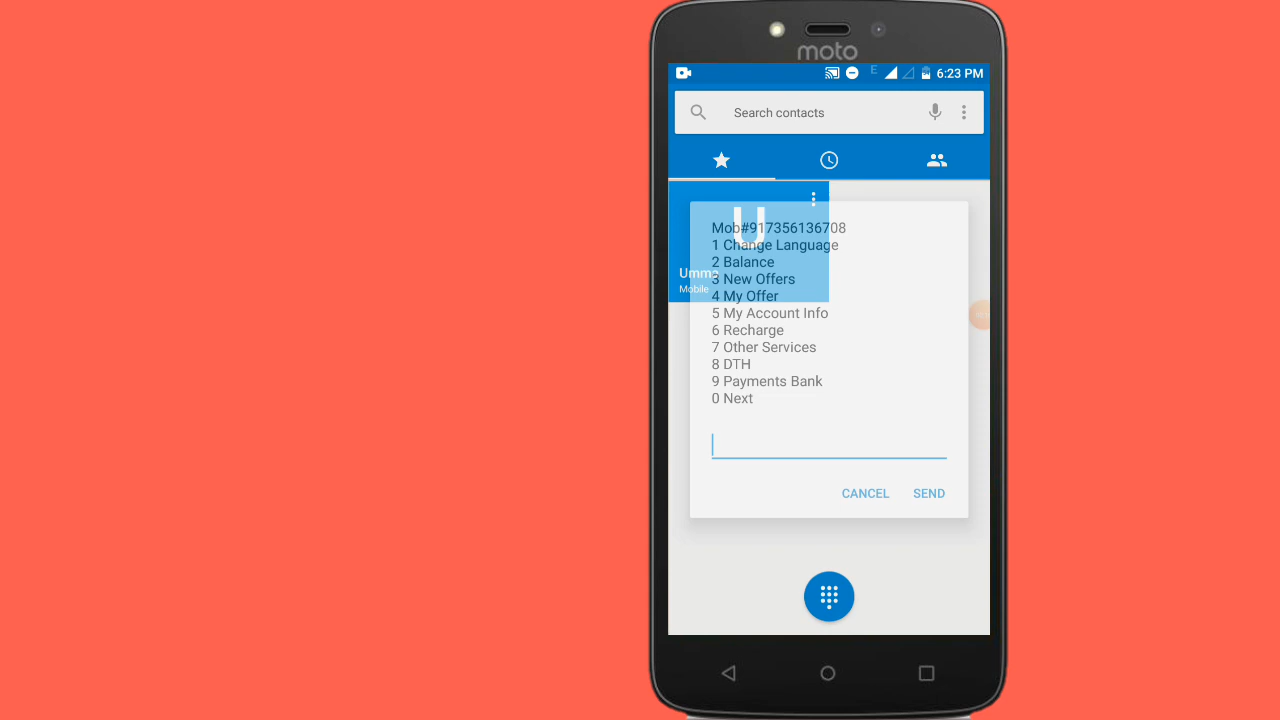 moto
E
6:23 PM
Search contacts
U
Mob#917356136708
1 Change Language
2 Balance
Umma
3 New Offers
Mobile
4 My Offer
5 My Account Info
6 Recharge
7 Other Services
8 DTH
9 Payments Bank
0 Next
CANCEL SEND